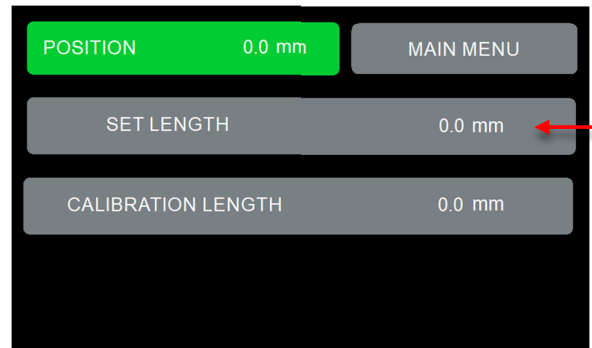 POSITION 0.0 mm MAIN MENU
SET LENGTH 0.0 mm
CALIBRATION LENGTH 0.0 mm